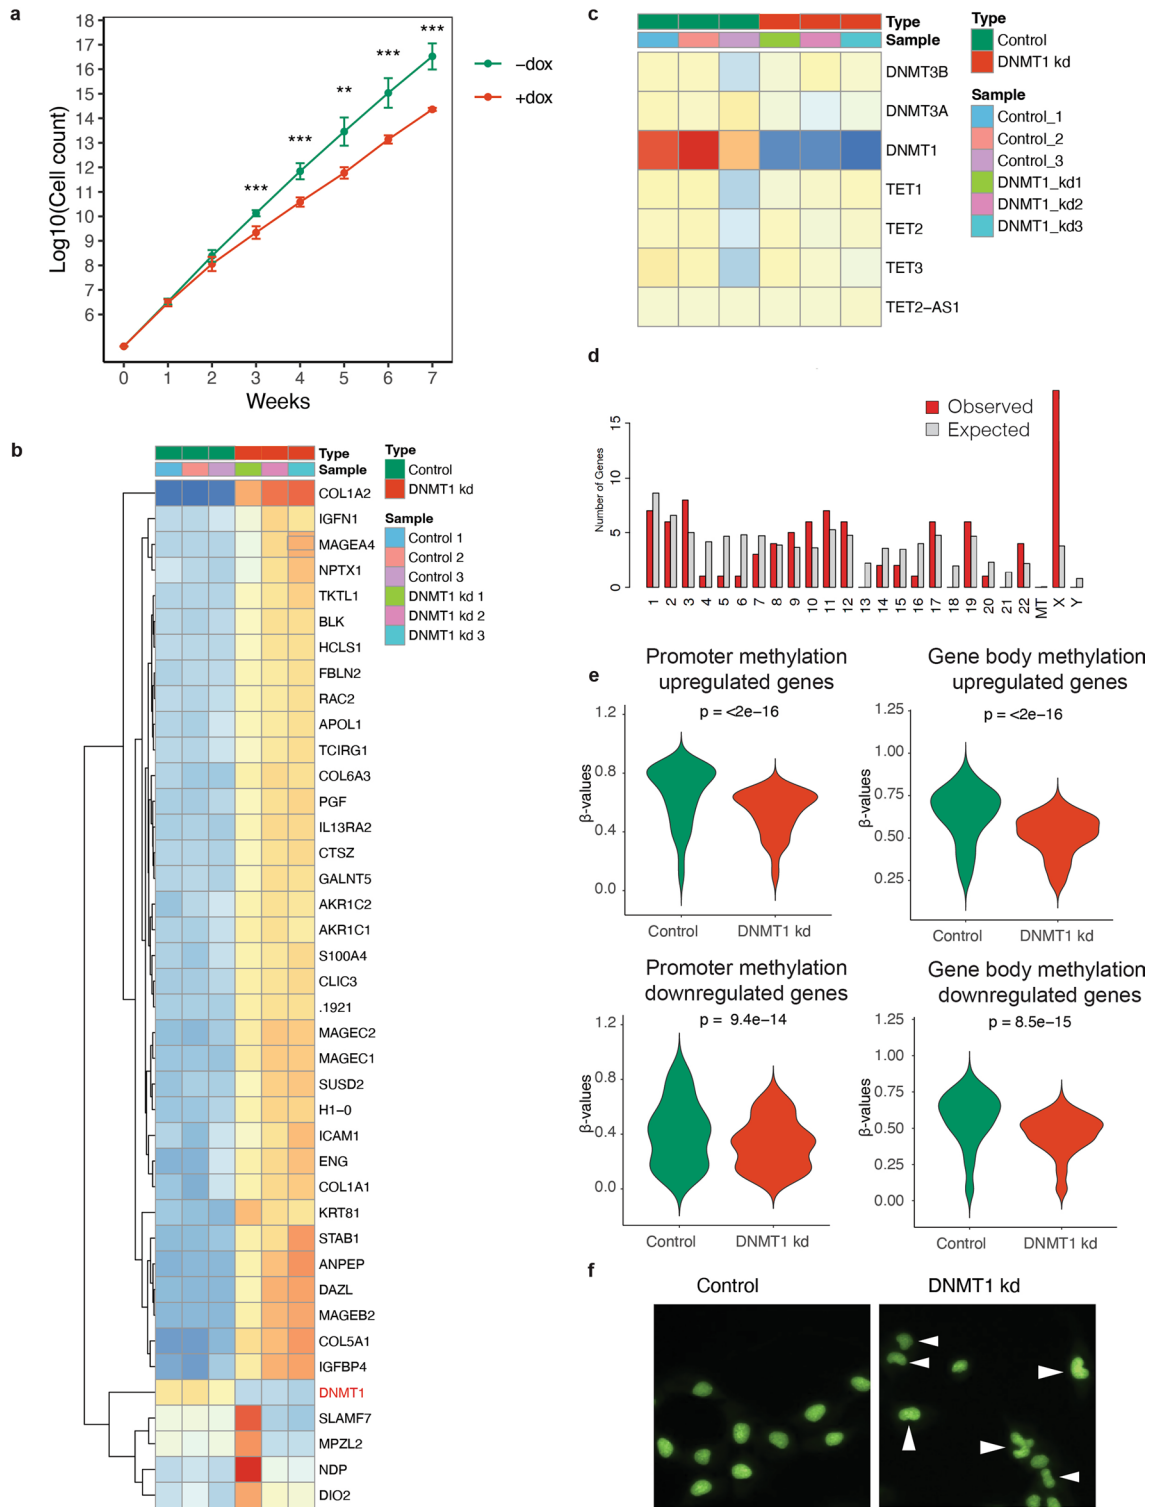 a
18
17
16
15
14
13
12
11
10
9
8
7
6
Log10(Cell count)
***
**
***
***
***
0 1 2 3 4 5 6 7
Weeks
−dox
+dox
b
Type
Sample
COL1A2
IGFN1
MAGEA4
NPTX1
TKTL1
BLK
HCLS1
FBLN2
RAC2
APOL1
TCIRG1
COL6A3
PGF
IL13RA2
CTSZ
GALNT5
AKR1C2
AKR1C1
S100A4
CLIC3
.1921
MAGEC2
MAGEC1
SUSD2
H1−0
ICAM1
ENG
COL1A1
KRT81
STAB1
ANPEP
DAZL
MAGEB2
COL5A1
IGFBP4
DNMT1
SLAMF7
MPZL2
NDP
DIO2
Type
Control
DNMT1 kd
Sample
Control 1
Control 2
Control 3
DNMT1 kd 1
DNMT1 kd 2
DNMT1 kd 3
c
Type
Sample
DNMT3B
DNMT3A
DNMT1
TET1
TET2
TET3
TET2−AS1
Type
Control
DNMT1 kd
Sample
Control_1
Control_2
Control_3
DNMT1_kd1
DNMT1_kd2
DNMT1_kd3
d
Number of Genes
15
10
5
0
Observed
Expected
1 2 3 4 5 6 7 8 9 10 11 12 13 14 15 16 17 18 19 20 21 22 MT X Y
e
Promoter methylation
upregulated genes
p = <2e−16
β-values
1.2
0.8
0.4
0.0
Control DNMT1 kd
Gene body methylation
upregulated genes
p = <2e−16
β-values
1.25
1.00
0.75
0.50
0.25
Control DNMT1 kd
Promoter methylation
downregulated genes
p = 9.4e−14
β-values
1.2
0.8
0.4
0.0
Control DNMT1 kd
Gene body methylation
downregulated genes
p = 8.5e−15
β-values
1.25
1.00
0.75
0.50
0.25
0.00
Control DNMT1 kd
f
Control
DNMT1 kd